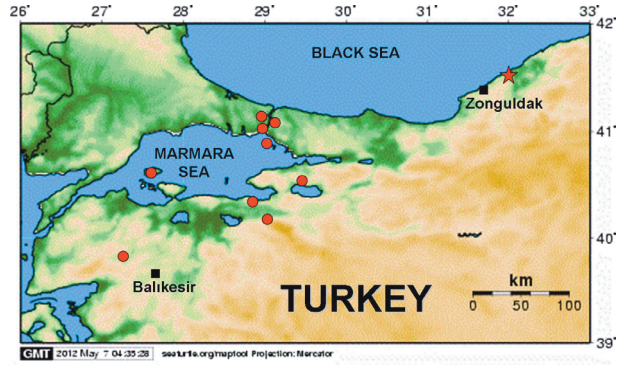 26° 27° 28° 29° 30° 31° 32° 33°
42°
BLACK SEA
Zonguldak
41°
MARMARA
SEA
40°
km
Balıkesir
TURKEY
0 50 100
39°
GMT 2012 May 7 04:35:28 seaturtle.org/maptool Projection: Mercator